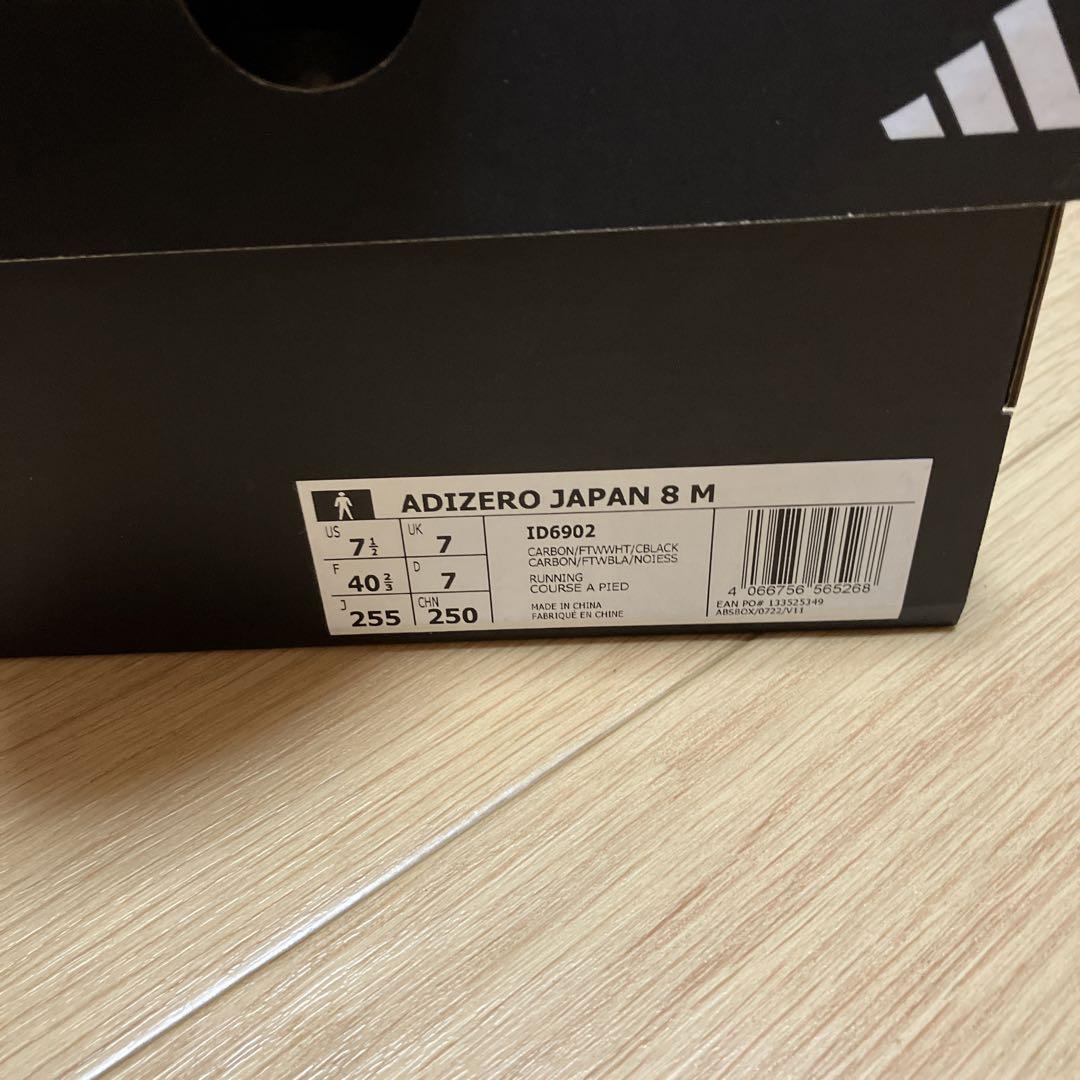 ADIZERO JAPAN 8 M
US 7½ UK 7
F 40⅔ D 7
J 255 CHN 250
ID6902
CARBON/FTWWHT/CBLACK
CARBON/FTWBLA/NOIESS
RUNNING
COURSE A PIED
MADE IN CHINA
FABRIQUÉ EN CHINE
4 066756 565268
EAN PO# 133525349
ABSBOX/0722/V11